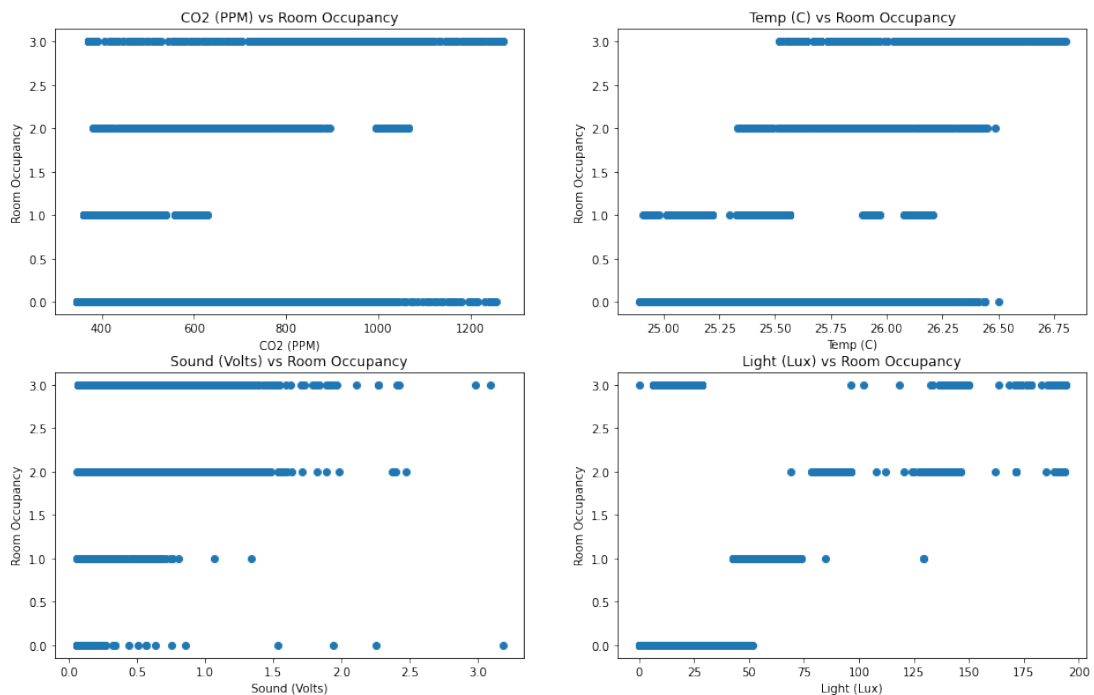 CO2 (PPM) vs Room Occupancy
3.0
2.5
2.0
1.5
1.0
0.5
0.0
Room Occupancy
400 600 800 1000 1200
CO2 (PPM)
Temp (C) vs Room Occupancy
3.0
2.5
2.0
1.5
1.0
0.5
0.0
Room Occupancy
25.00 25.25 25.50 25.75 26.00 26.25 26.50 26.75
Temp (C)
Sound (Volts) vs Room Occupancy
3.0
2.5
2.0
1.5
1.0
0.5
0.0
Room Occupancy
0.0 0.5 1.0 1.5 2.0 2.5 3.0
Sound (Volts)
Light (Lux) vs Room Occupancy
3.0
2.5
2.0
1.5
1.0
0.5
0.0
Room Occupancy
0 25 50 75 100 125 150 175 200
Light (Lux)